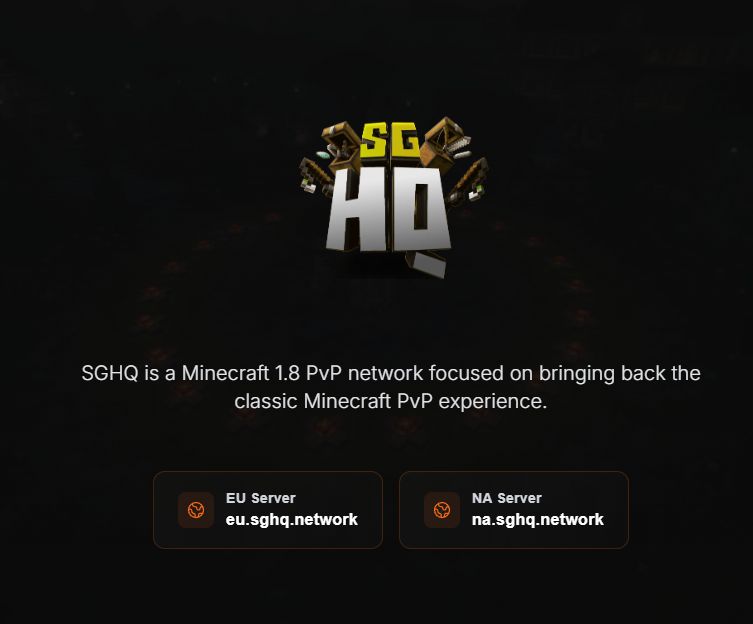 SG
HQ
SGHQ is a Minecraft 1.8 PvP network focused on bringing back the
classic Minecraft PvP experience.
EU Server
eu.sghq.network
NA Server
na.sghq.network